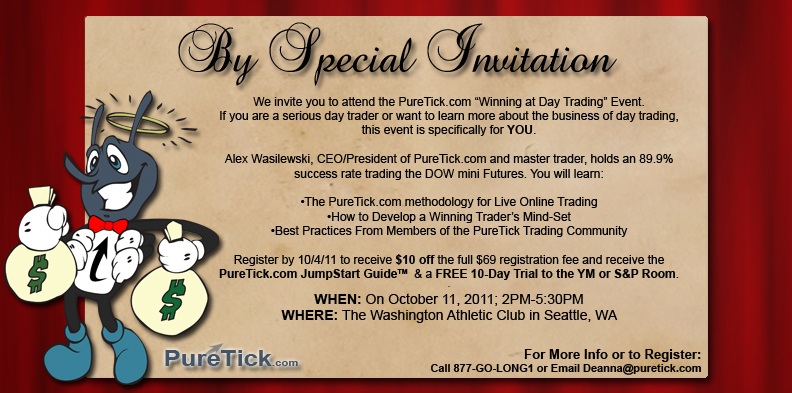 By Special Invitation
We invite you to attend the PureTick.com “Winning at Day Trading” Event.
If you are a serious day trader or want to learn more about the business of day trading,
this event is specifically for YOU.
Alex Wasilewski, CEO/President of PureTick.com and master trader, holds an 89.9%
success rate trading the DOW mini Futures. You will learn:
•The PureTick.com methodology for Live Online Trading
•How to Develop a Winning Trader’s Mind-Set
•Best Practices From Members of the PureTick Trading Community
Register by 10/4/11 to receive $10 off the full $69 registration fee and receive the
PureTick.com JumpStart Guide™ & a FREE 10-Day Trial to the YM or S&P Room.
WHEN: On October 11, 2011; 2PM-5:30PM
WHERE: The Washington Athletic Club in Seattle, WA
$
$
PureTick.com
For More Info or to Register:
Call 877-GO-LONG1 or Email Deanna@puretick.com